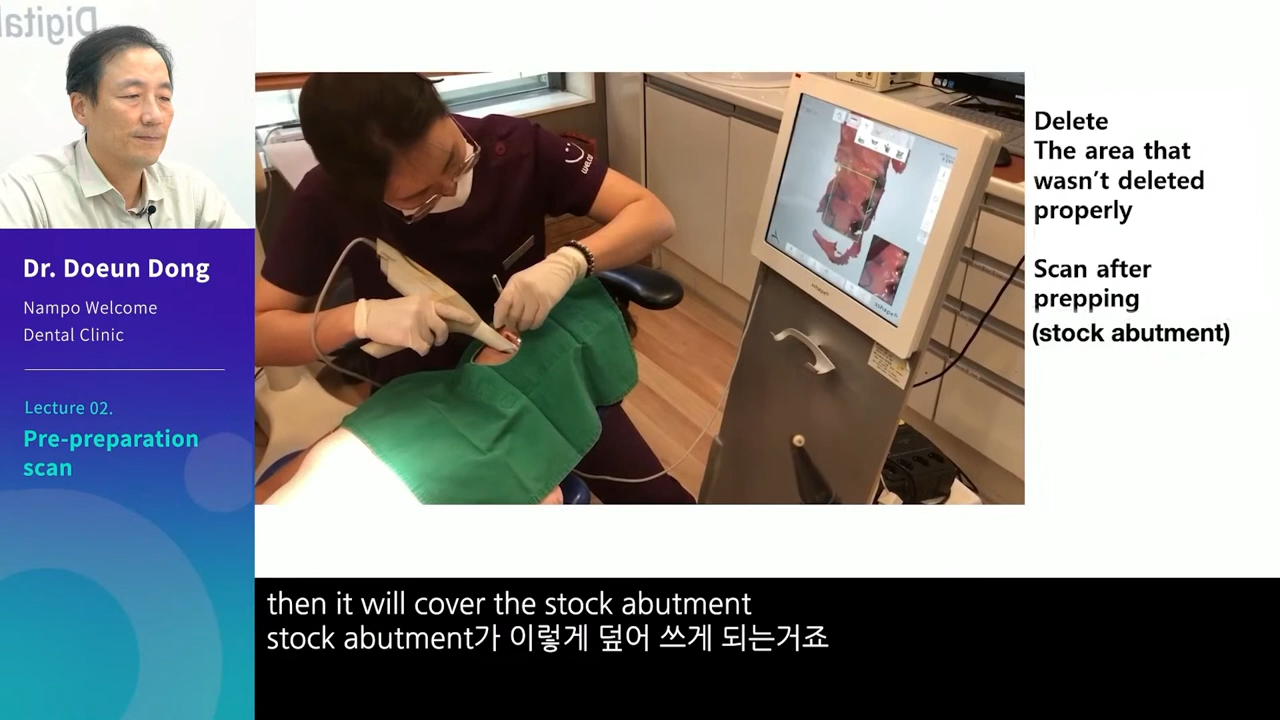 Digital
Dr. Doeun Dong
Nampo Welcome
Dental Clinic
Lecture 02.
Pre-preparation
scan
Delete
The area that
wasn't deleted
properly
Scan after
prepping
(stock abutment)
3shape
then it will cover the stock abutment
stock abutment가 이렇게 덮어 쓰게 되는거죠